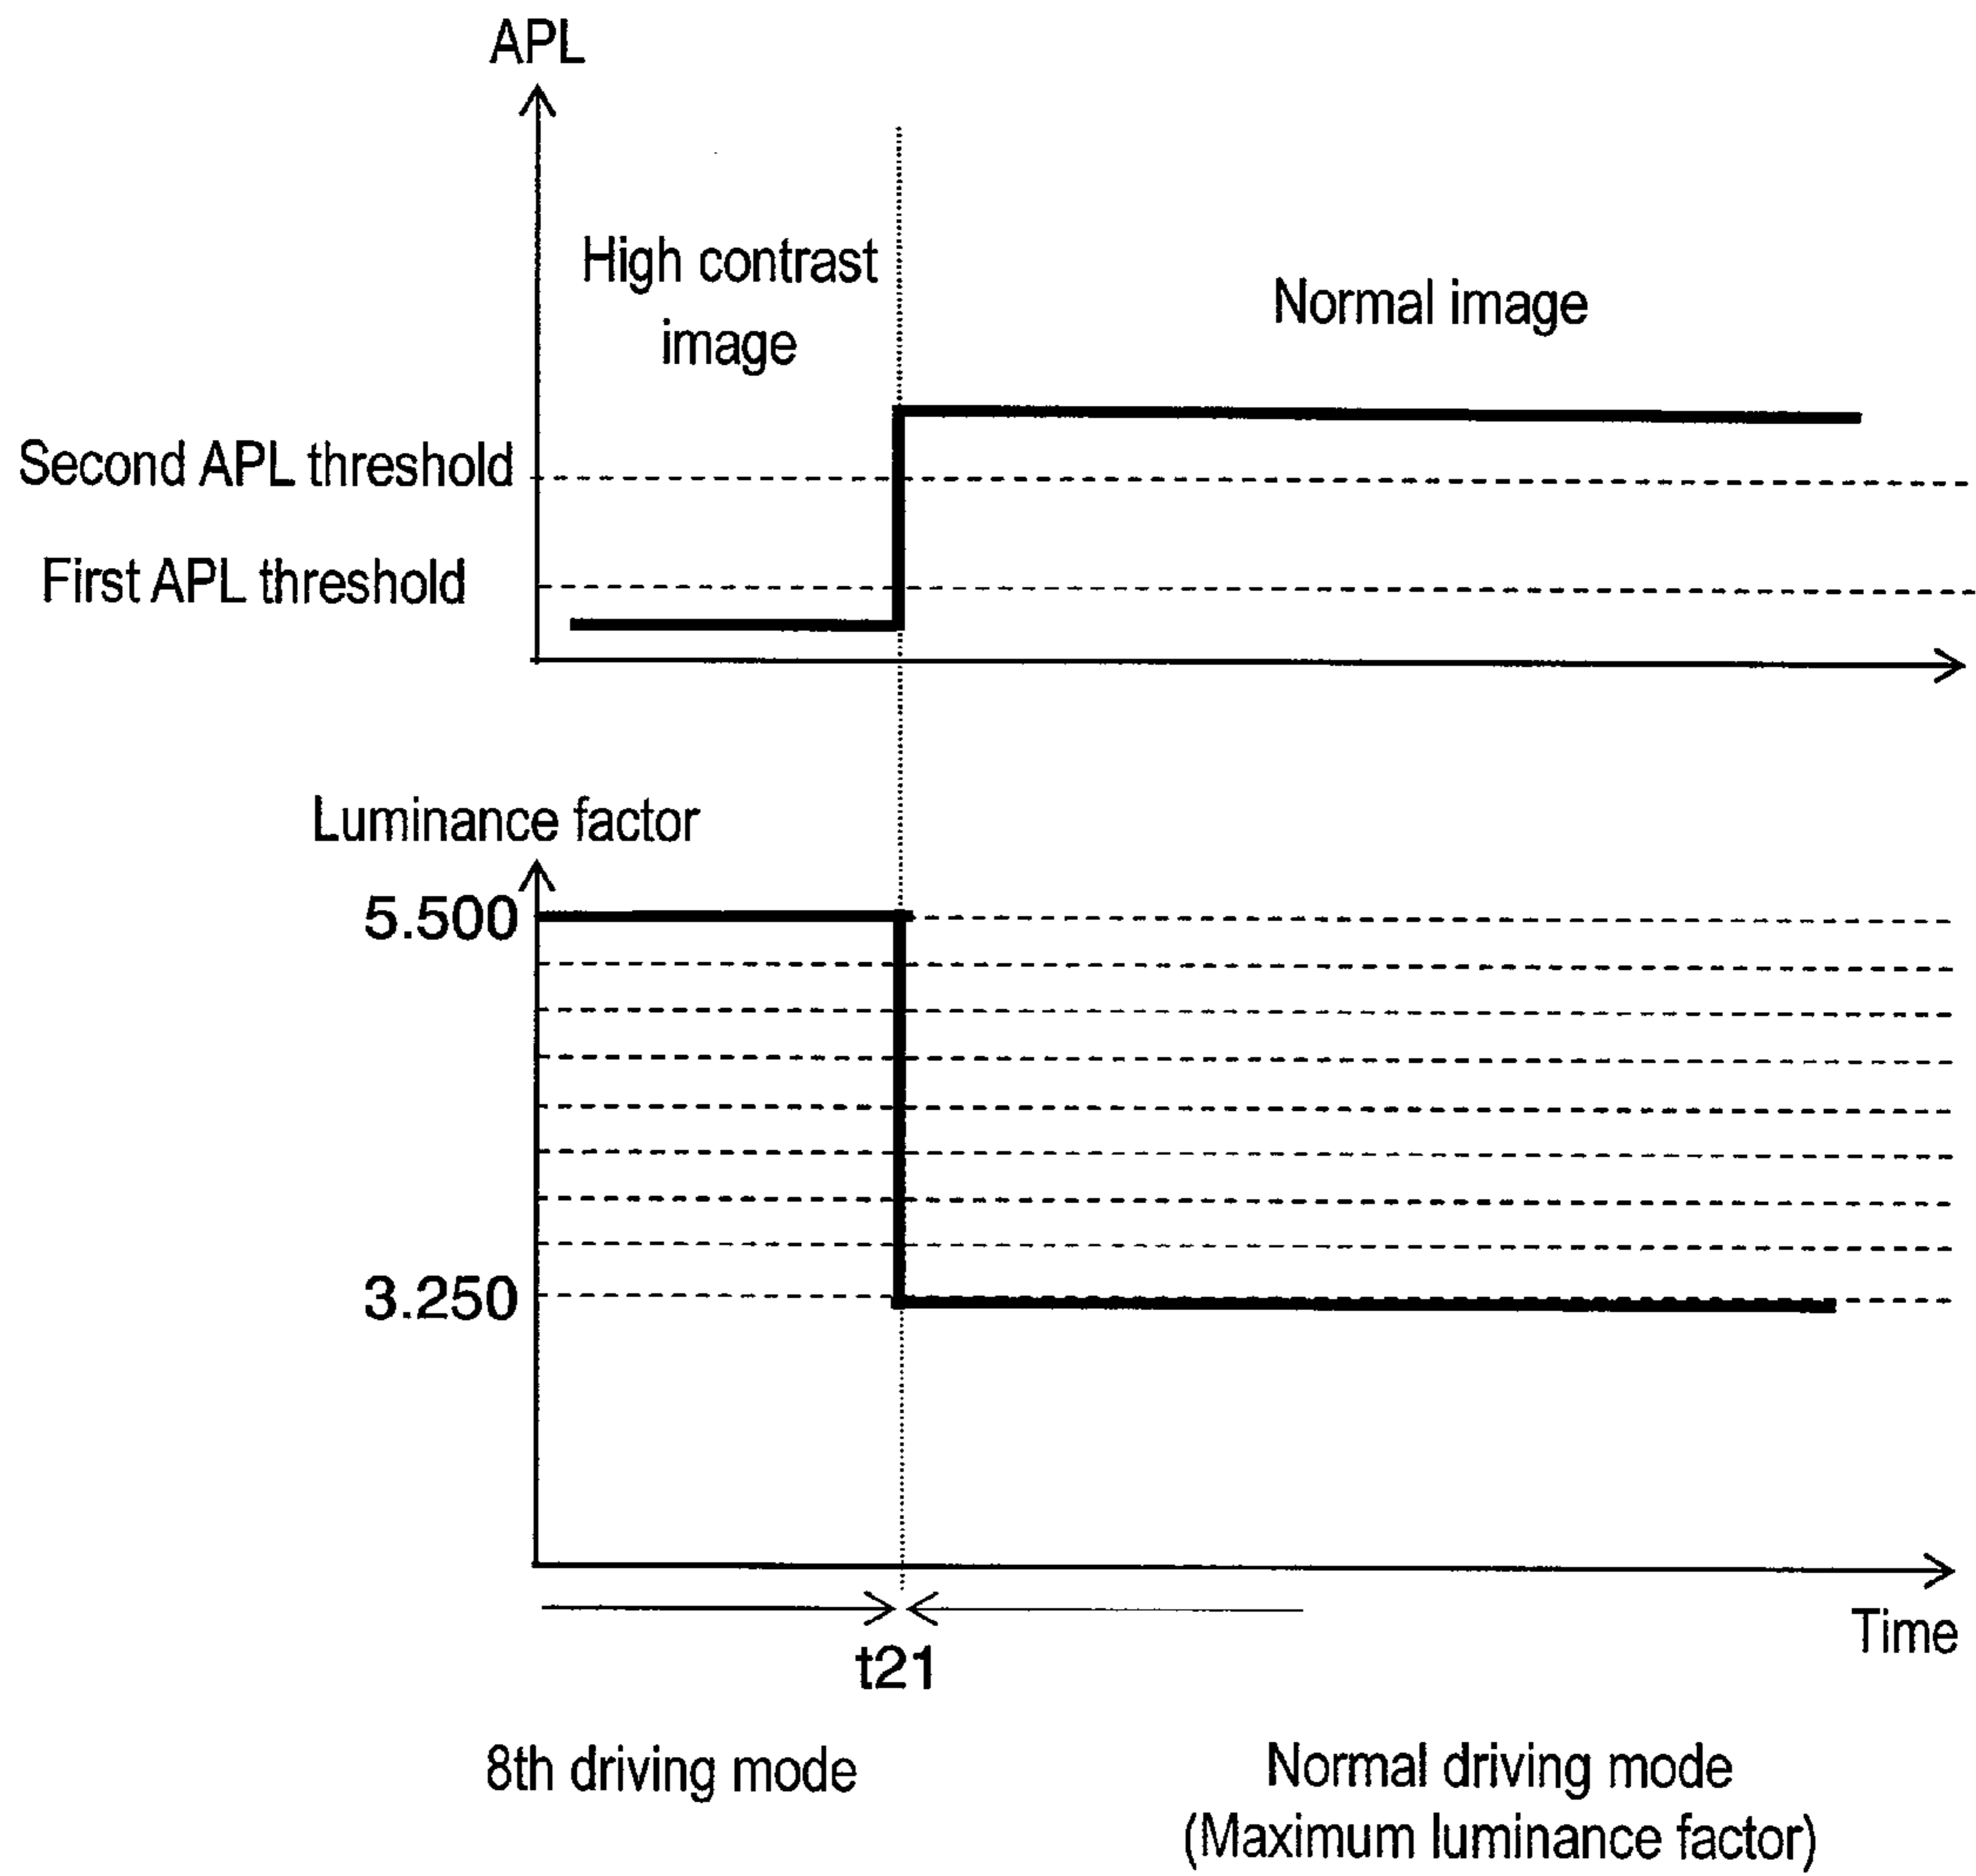 APL
High contrast
image
Normal image
Second APL threshold
First APL threshold
Luminance factor
5.500
3.250
Time
t21
8th driving mode
Normal driving mode
(Maximum luminance factor)